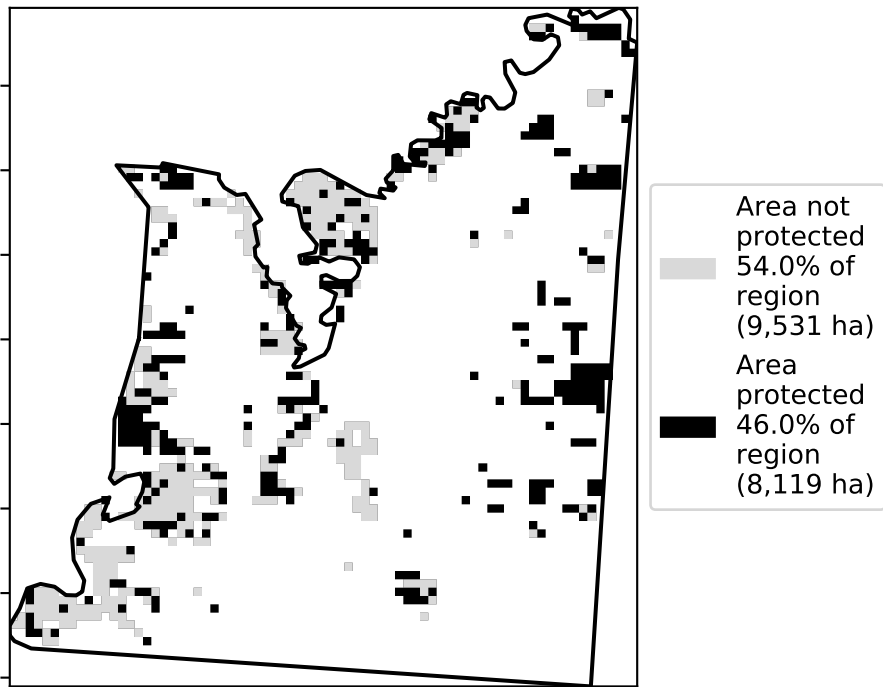 Area not
protected
54.0% of
region
(9,531 ha)
Area
protected
46.0% of
region
(8,119 ha)